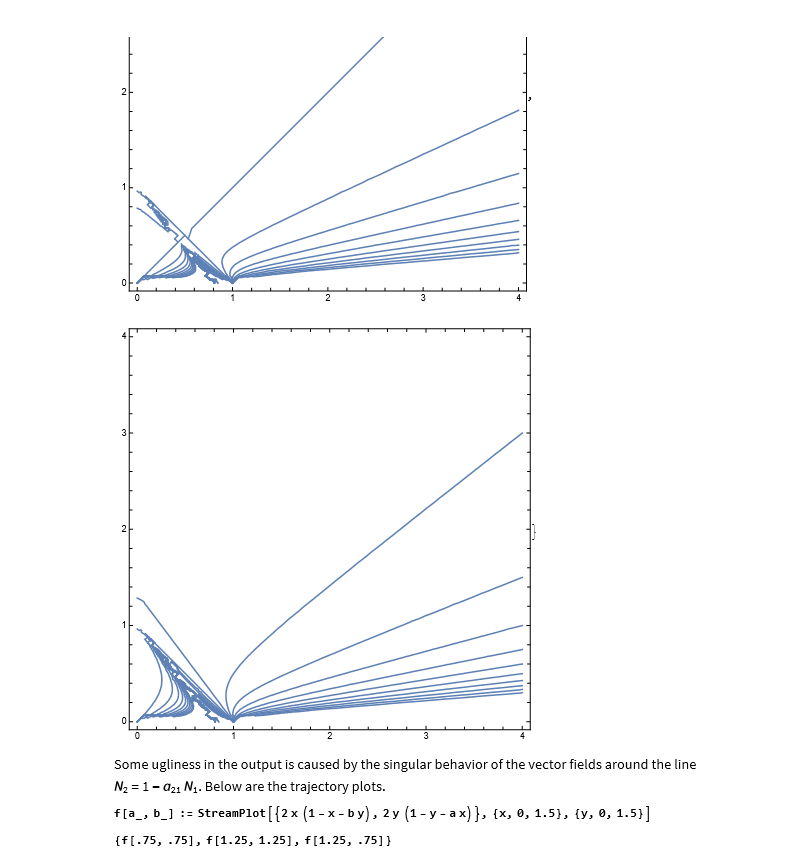 2
1
0
0 1 2 3 4
,
4
3
2
1
0
0 1 2 3 4
}
Some ugliness in the output is caused by the singular behavior of the vector fields around the line
N₂ = 1 − a₂₁ N₁. Below are the trajectory plots.
f[a_, b_] := StreamPlot[{2 x (1 - x - b y), 2 y (1 - y - a x)}, {x, 0, 1.5}, {y, 0, 1.5}]
{f[.75, .75], f[1.25, 1.25], f[1.25, .75]}